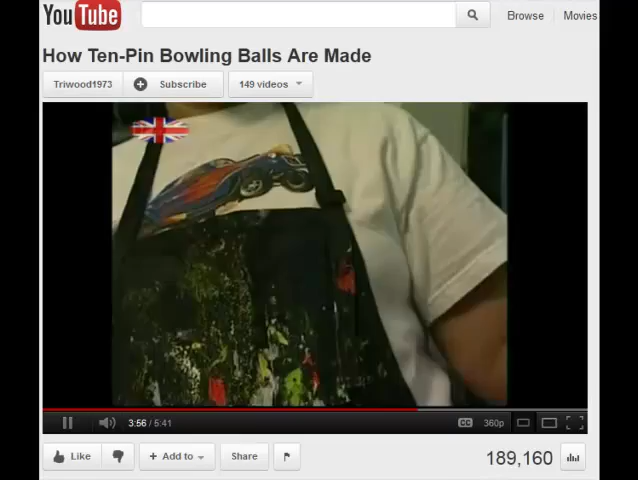 YouTube
Browse Movies
How Ten-Pin Bowling Balls Are Made
Triwood1973 Subscribe 149 videos
3:56 / 5:41 CC 360p
Like Add to Share 189,160